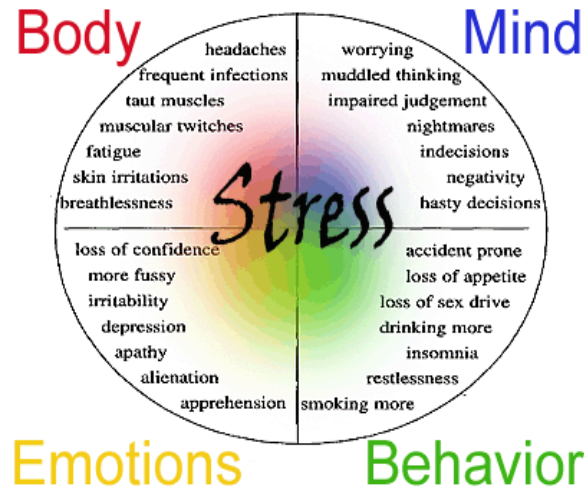 Body
headaches
frequent infections
taut muscles
muscular twitches
fatigue
skin irritations
breathlessness
Mind
worrying
muddled thinking
impaired judgement
nightmares
indecisions
negativity
hasty decisions
Stress
loss of confidence
more fussy
irritability
depression
apathy
alienation
apprehension
Emotions
accident prone
loss of appetite
loss of sex drive
drinking more
insomnia
restlessness
smoking more
Behavior